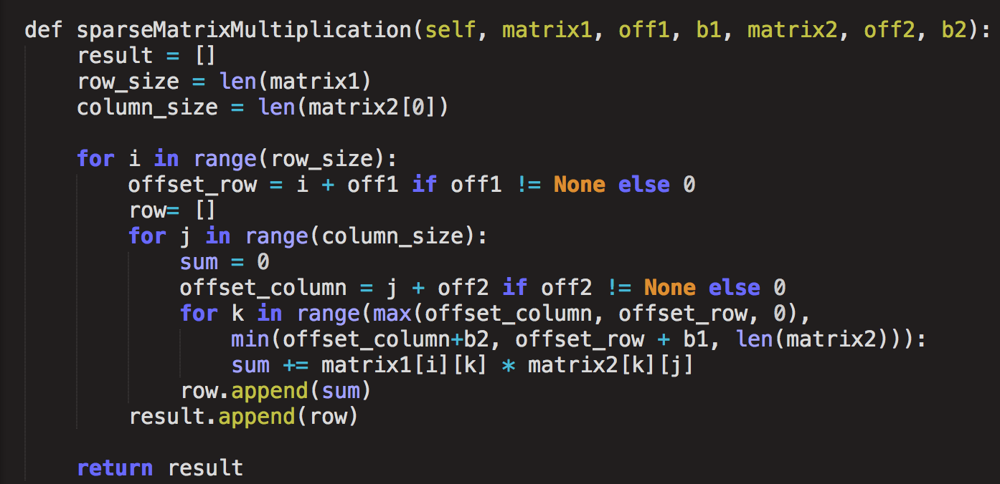 def sparseMatrixMultiplication(self, matrix1, off1, b1, matrix2, off2, b2):
    result = []
    row_size = len(matrix1)
    column_size = len(matrix2[0])

    for i in range(row_size):
        offset_row = i + off1 if off1 != None else 0
        row= []
        for j in range(column_size):
            sum = 0
            offset_column = j + off2 if off2 != None else 0
            for k in range(max(offset_column, offset_row, 0),
                min(offset_column+b2, offset_row + b1, len(matrix2))):
                sum += matrix1[i][k] * matrix2[k][j]
            row.append(sum)
        result.append(row)

    return result